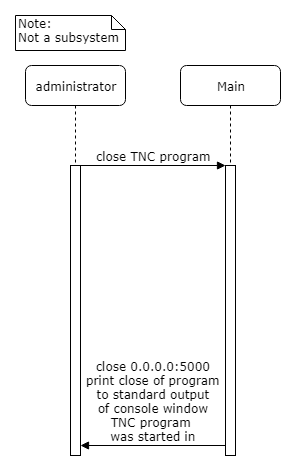 Note:
Not a subsystem
administrator
Main
close TNC program
close 0.0.0.0:5000
print close of program
to standard output
of console window
TNC program
was started in